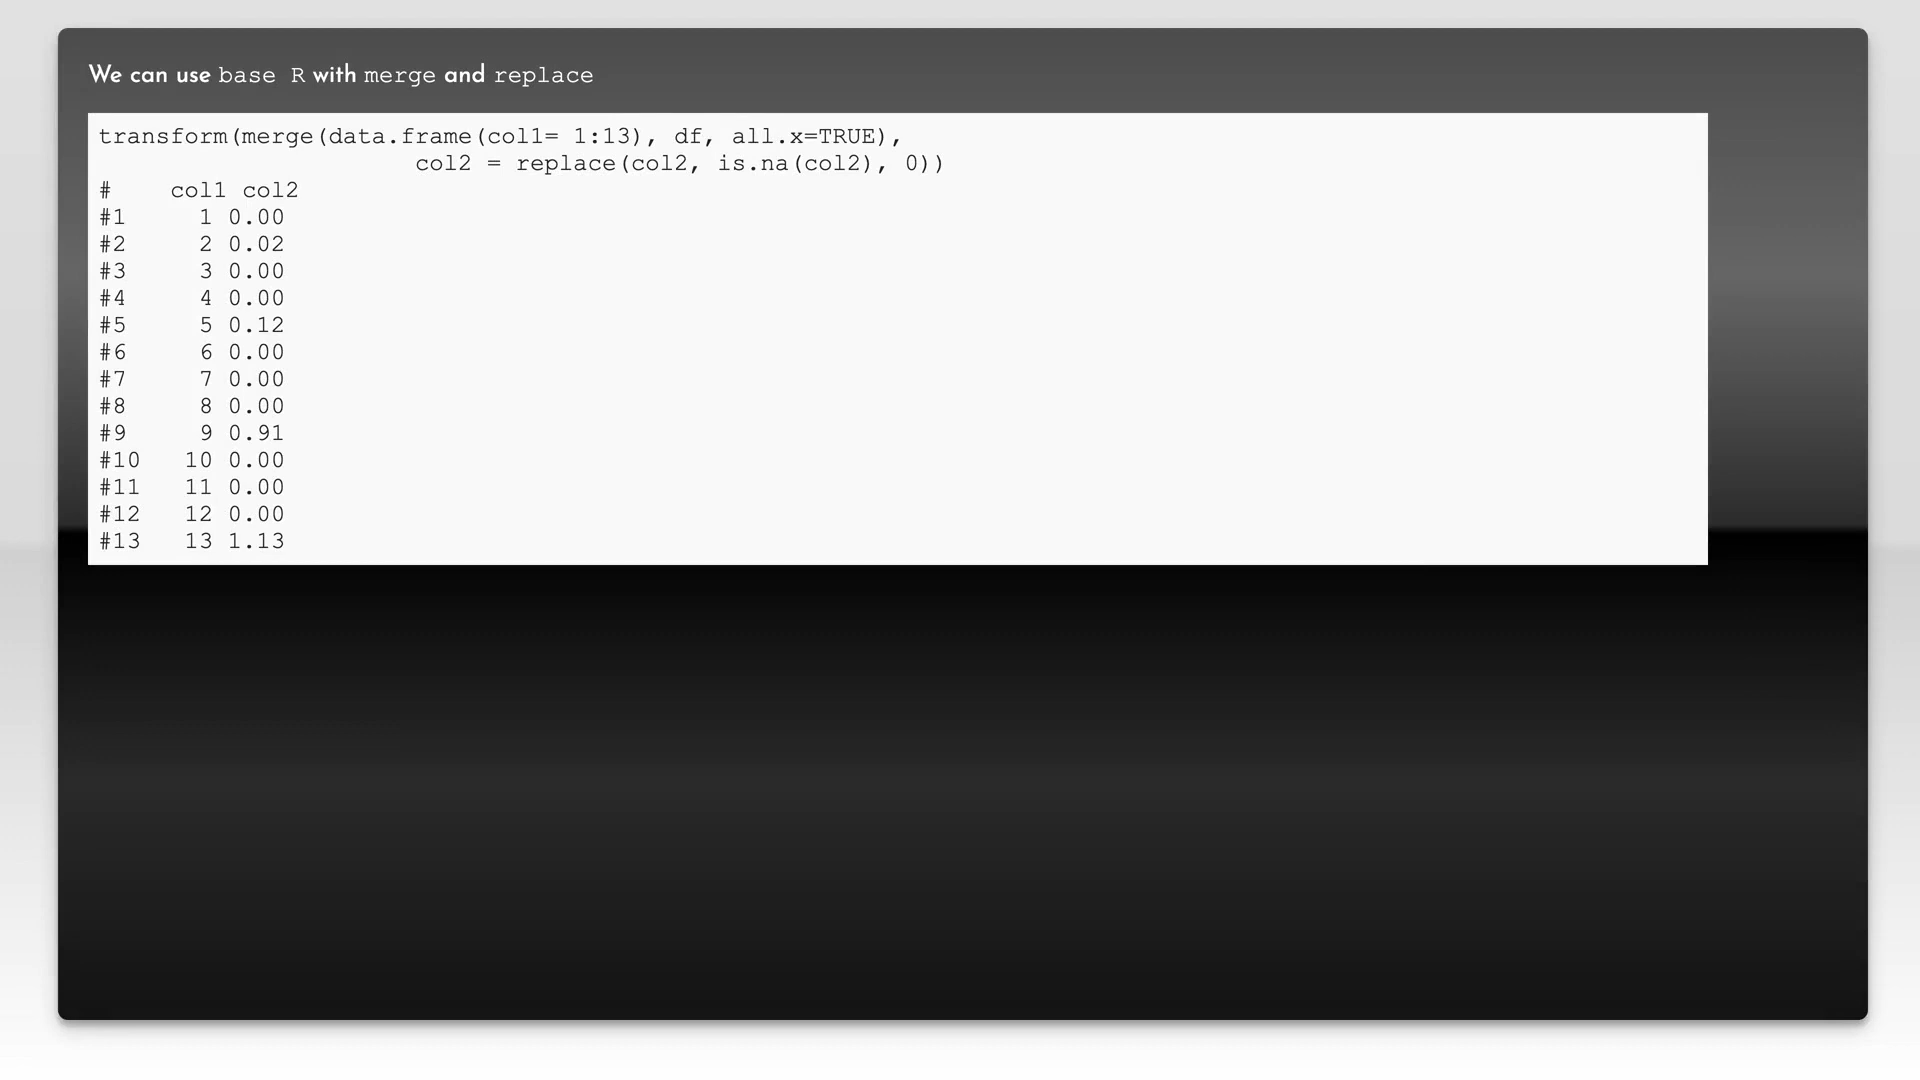 We can use base R with merge and replace
transform(merge(data.frame(col1= 1:13), df, all.x=TRUE),
                      col2 = replace(col2, is.na(col2), 0))
#    col1 col2
#1     1 0.00
#2     2 0.02
#3     3 0.00
#4     4 0.00
#5     5 0.12
#6     6 0.00
#7     7 0.00
#8     8 0.00
#9     9 0.91
#10   10 0.00
#11   11 0.00
#12   12 0.00
#13   13 1.13